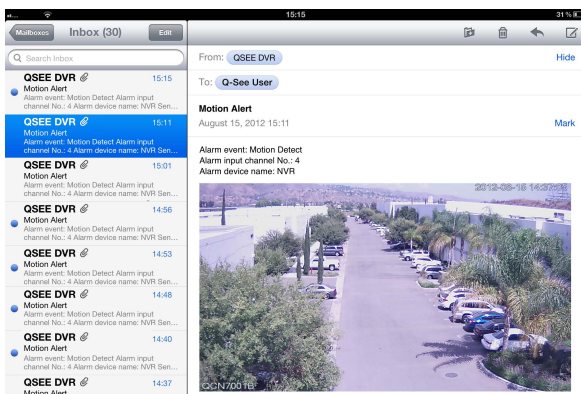 15:15
31 %
Mailboxes
Inbox (30)
Edit
Search Inbox
QSEE DVR 15:15
Motion Alert
Alarm event: Motion Detect Alarm input
channel No.: 4 Alarm device name: NVR Sen...
QSEE DVR 15:11
Motion Alert
Alarm event: Motion Detect Alarm input
channel No.: 4 Alarm device name: NVR Sen...
QSEE DVR 15:01
Motion Alert
Alarm event: Motion Detect Alarm input
channel No.: 4 Alarm device name: NVR Sen...
QSEE DVR 14:56
Motion Alert
Alarm event: Motion Detect Alarm input
channel No.: 4 Alarm device name: NVR Sen...
QSEE DVR 14:53
Motion Alert
Alarm event: Motion Detect Alarm input
channel No.: 4 Alarm device name: NVR Sen...
QSEE DVR 14:48
Motion Alert
Alarm event: Motion Detect Alarm input
channel No.: 4 Alarm device name: NVR Sen...
QSEE DVR 14:40
Motion Alert
Alarm event: Motion Detect Alarm input
channel No.: 4 Alarm device name: NVR Sen...
QSEE DVR 14:37
Motion Alert
From: QSEE DVR Hide
To: Q-See User
Motion Alert
August 15, 2012 15:11 Mark
Alarm event: Motion Detect
Alarm input channel No.: 4
Alarm device name: NVR
2012-08-15
QCN7001B